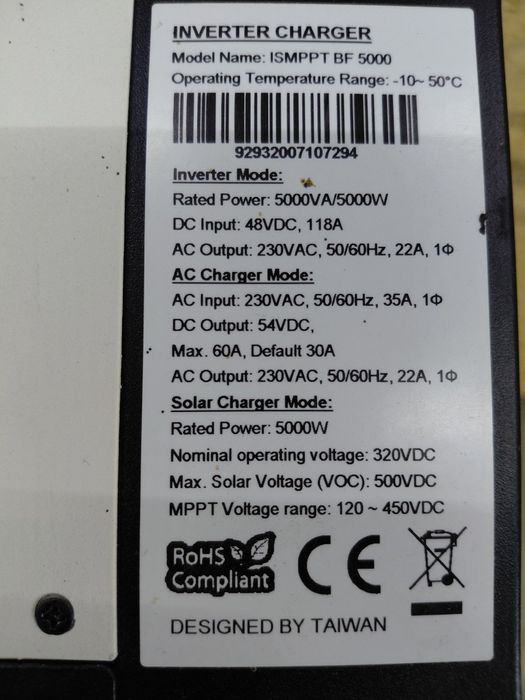 INVERTER CHARGER
Model Name: ISMPPT BF 5000
Operating Temperature Range: -10~ 50°C
92932007107294
Inverter Mode:
Rated Power: 5000VA/5000W
DC Input: 48VDC, 118A
AC Output: 230VAC, 50/60Hz, 22A, 1Φ
AC Charger Mode:
AC Input: 230VAC, 50/60Hz, 35A, 1Φ
DC Output: 54VDC,
Max. 60A, Default 30A
AC Output: 230VAC, 50/60Hz, 22A, 1Φ
Solar Charger Mode:
Rated Power: 5000W
Nominal operating voltage: 320VDC
Max. Solar Voltage (VOC): 500VDC
MPPT Voltage range: 120 ~ 450VDC
RoHS
Compliant
CE
DESIGNED BY TAIWAN